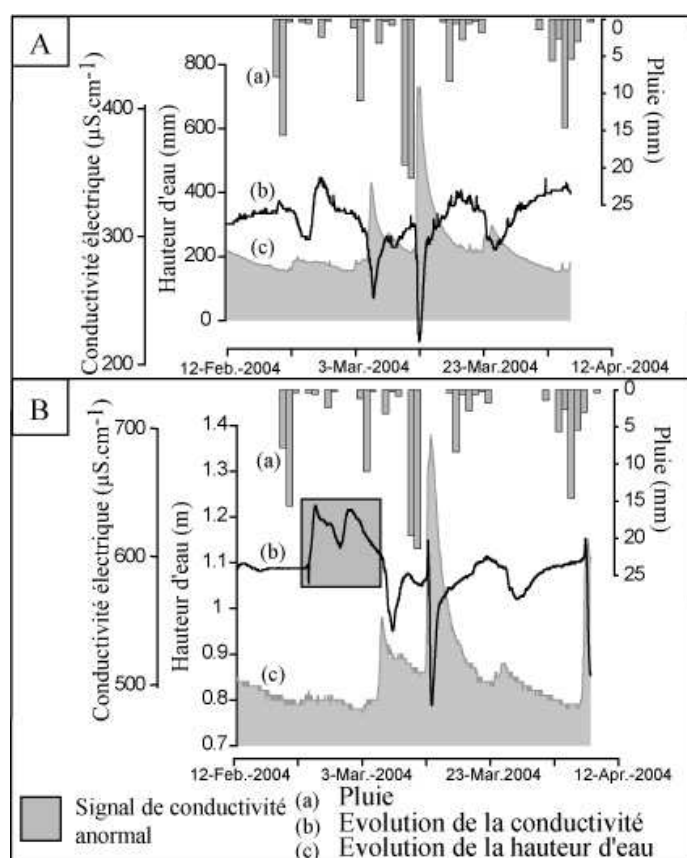 A
Conductivité électrique (µS.cm⁻¹)
400
300
200
Hauteur d'eau (mm)
800
600
400
200
0
(a)
(b)
(c)
0
5
10
15
20
25
Pluie (mm)
12-Feb.-2004
3-Mar.-2004
23-Mar.2004
12-Apr.-2004
B
Conductivité électrique (µS.cm⁻¹)
700
600
500
Hauteur d'eau (m)
1.4
1.3
1.2
1.1
1
0.9
0.8
0.7
(a)
(b)
(c)
0
5
10
15
20
25
Pluie (mm)
12-Feb.-2004
3-Mar.-2004
23-Mar.-2004
12-Apr.-2004
Signal de conductivité
anormal
(a) Pluie
(b) Evolution de la conductivité
(c) Evolution de la hauteur d'eau